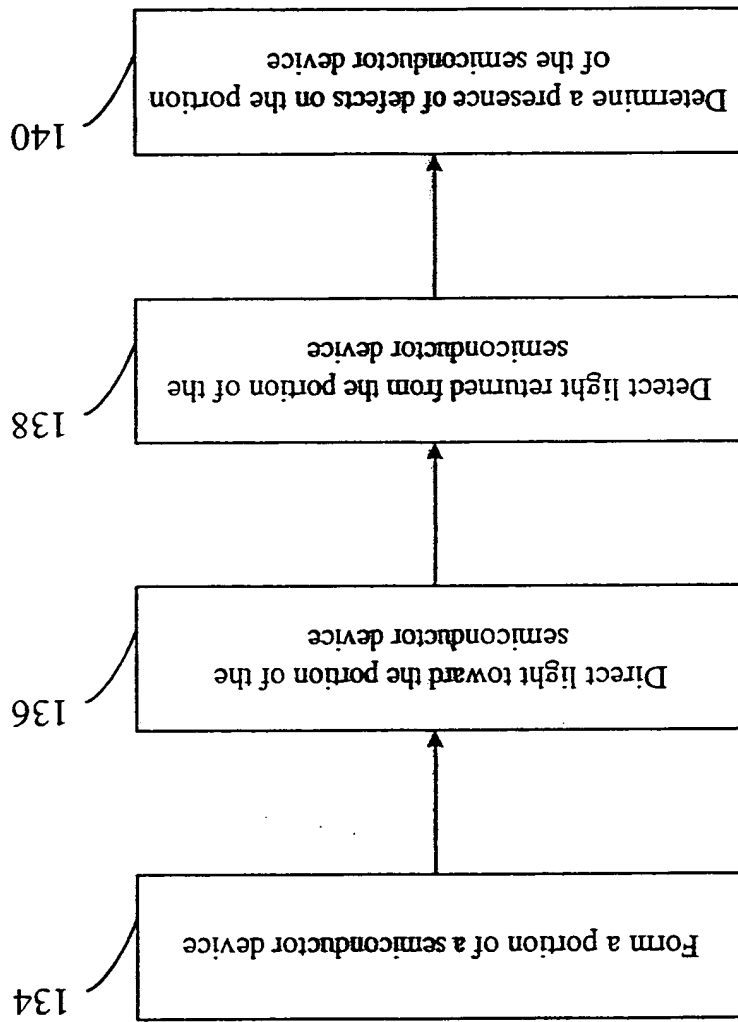 134
Form a portion of a semiconductor device
136
Direct light toward the portion of the
semiconductor device
138
Detect light returned from the portion of the
semiconductor device
140
Determine a presence of defects on the portion
of the semiconductor device